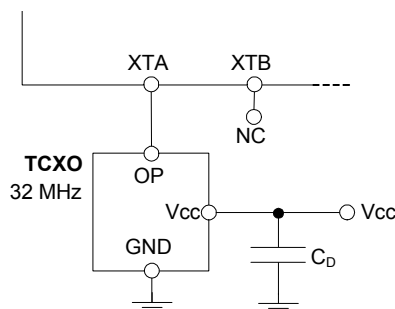 XTA
XTB
NC
TCXO
32 MHz
OP
Vcc
Vcc
GND
CD